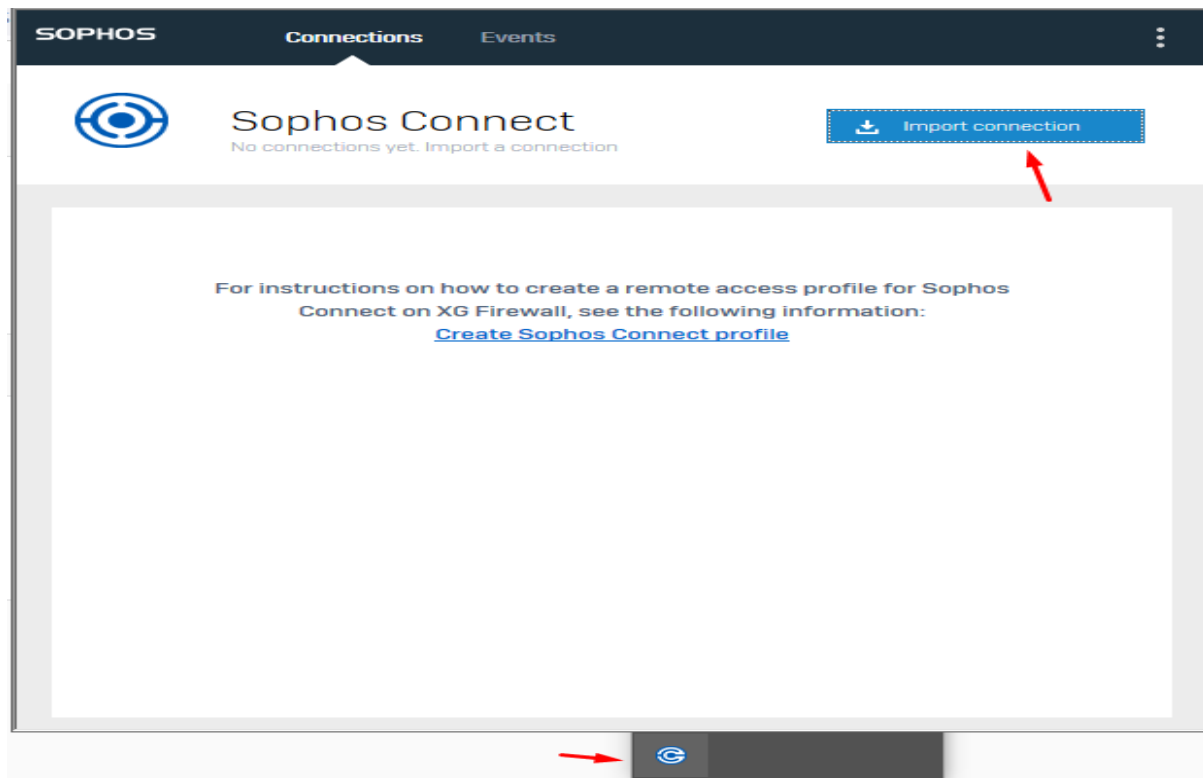 SOPHOS
Connections
Events
Sophos Connect
No connections yet. Import a connection
Import connection
For instructions on how to create a remote access profile for Sophos
Connect on XG Firewall, see the following information:
Create Sophos Connect profile